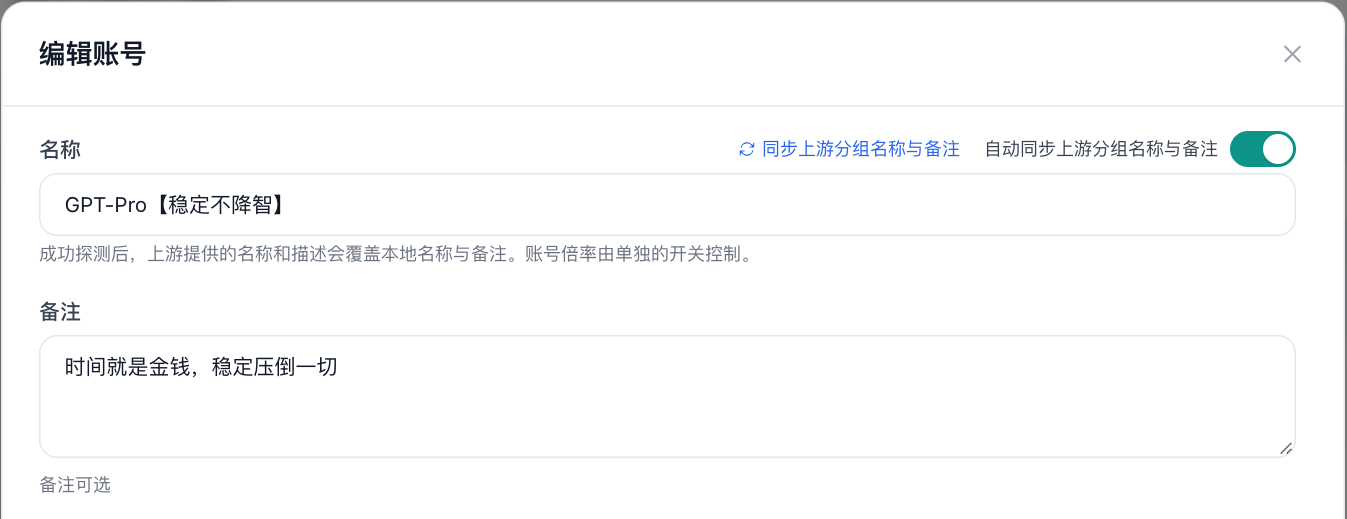 编辑账号
名称
同步上游分组名称与备注
自动同步上游分组名称与备注
GPT-Pro【稳定不降智】
成功探测后，上游提供的名称和描述会覆盖本地名称与备注。账号倍率由单独的开关控制。
备注
时间就是金钱，稳定压倒一切
备注可选